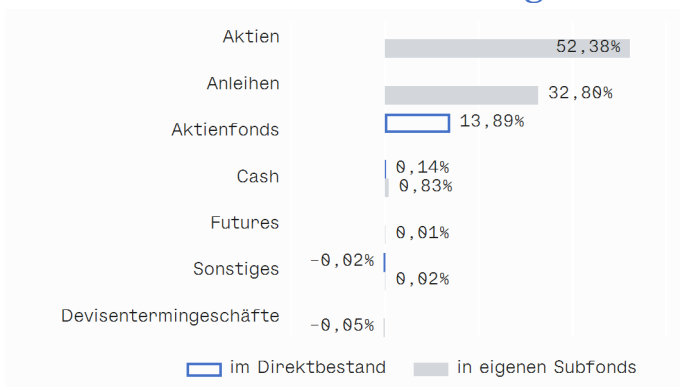 Aktien
52,38%
Anleihen
32,80%
Aktienfonds
13,89%
Cash
0,14%
0,83%
Futures
0,01%
Sonstiges
-0,02%
0,02%
Devisentermingeschäfte
-0,05%
im Direktbestand in eigenen Subfonds